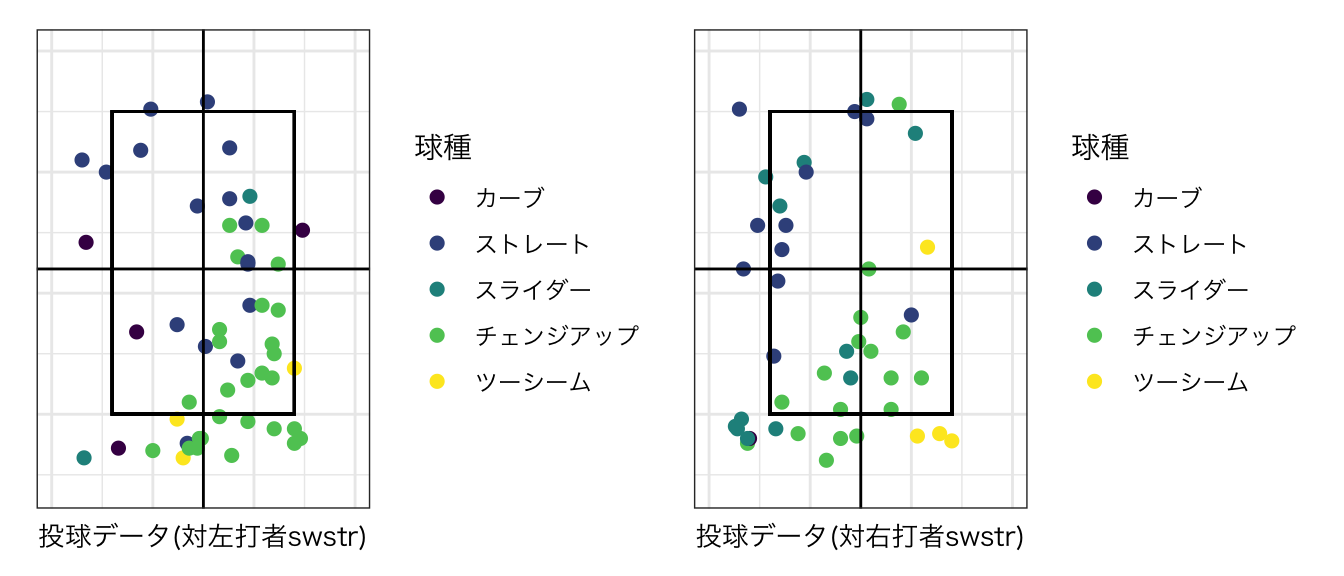 球種
カーブ
ストレート
スライダー
チェンジアップ
ツーシーム
投球データ(対左打者swstr)
球種
カーブ
ストレート
スライダー
チェンジアップ
ツーシーム
投球データ(対右打者swstr)